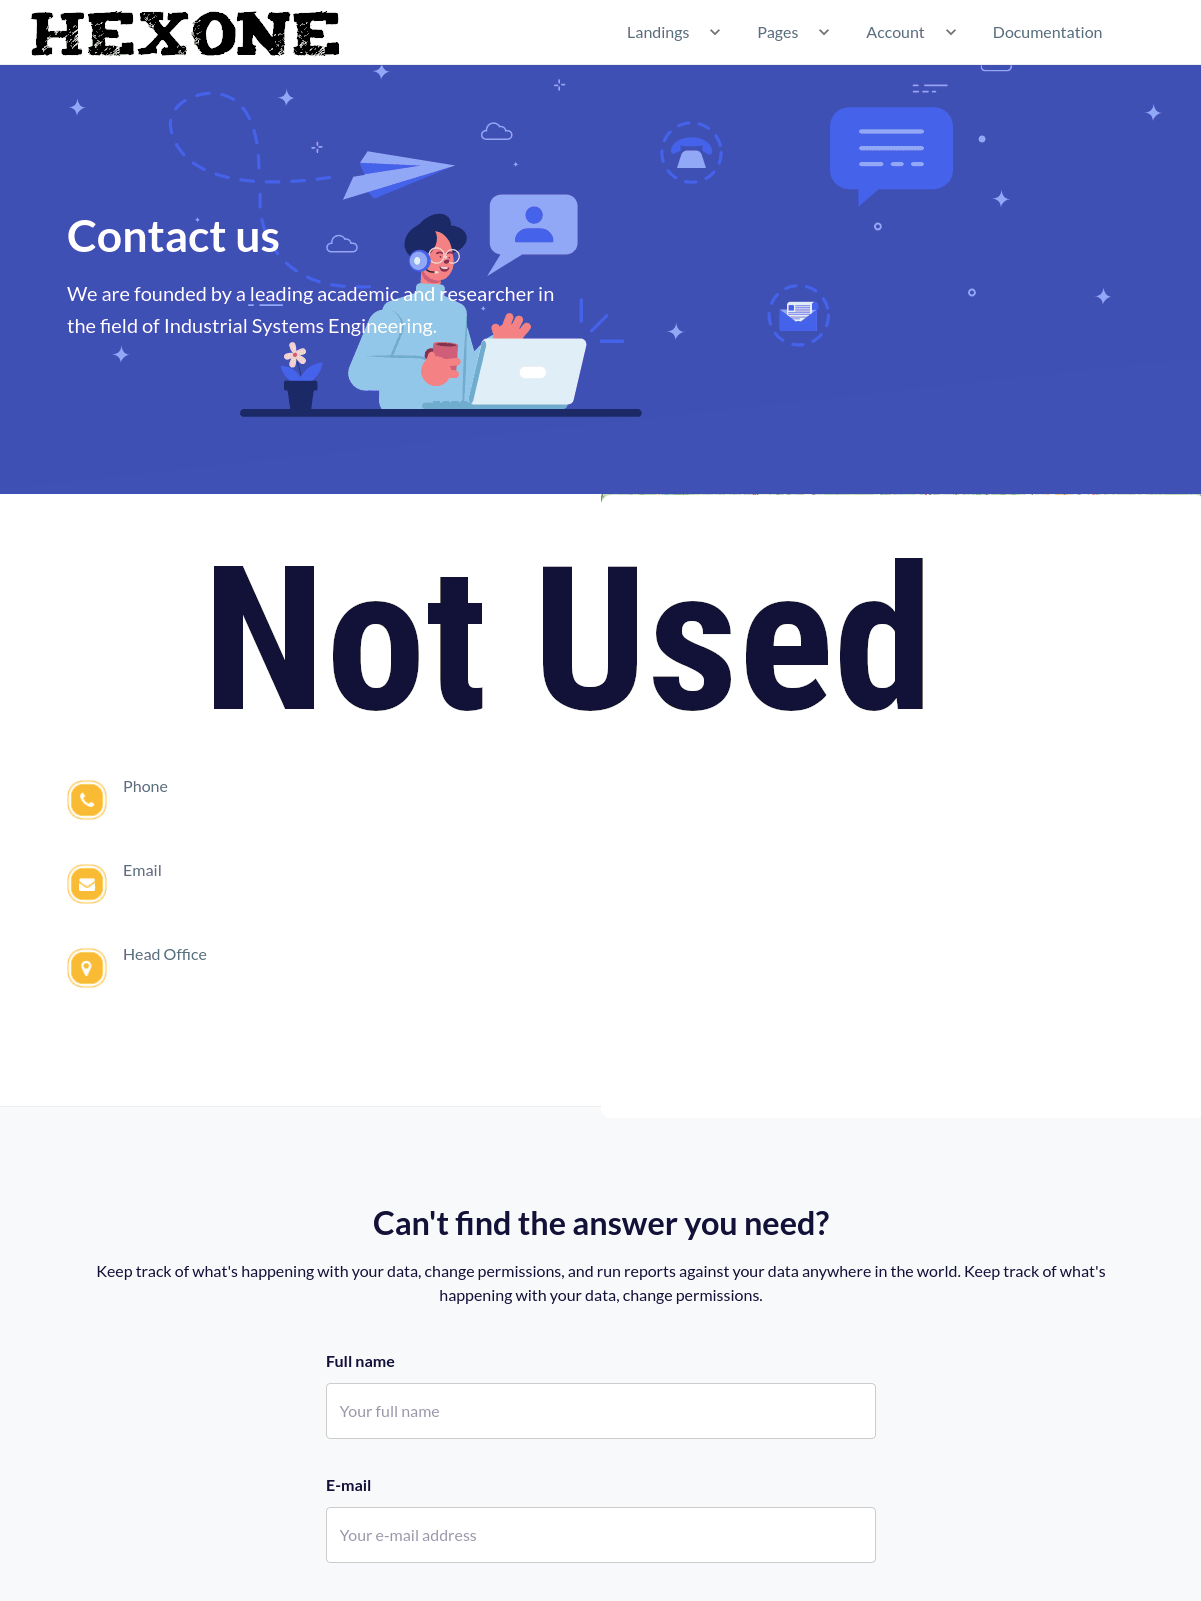 HEXONE
Landings
Pages
Account
Documentation
Contact us
We are founded by a leading academic and researcher in
the field of Industrial Systems Engineering.
Not Used
Phone
Email
Head Office
Can't find the answer you need?
Keep track of what's happening with your data, change permissions, and run reports against your data anywhere in the world. Keep track of what's
happening with your data, change permissions.
Full name
Your full name
E-mail
Your e-mail address